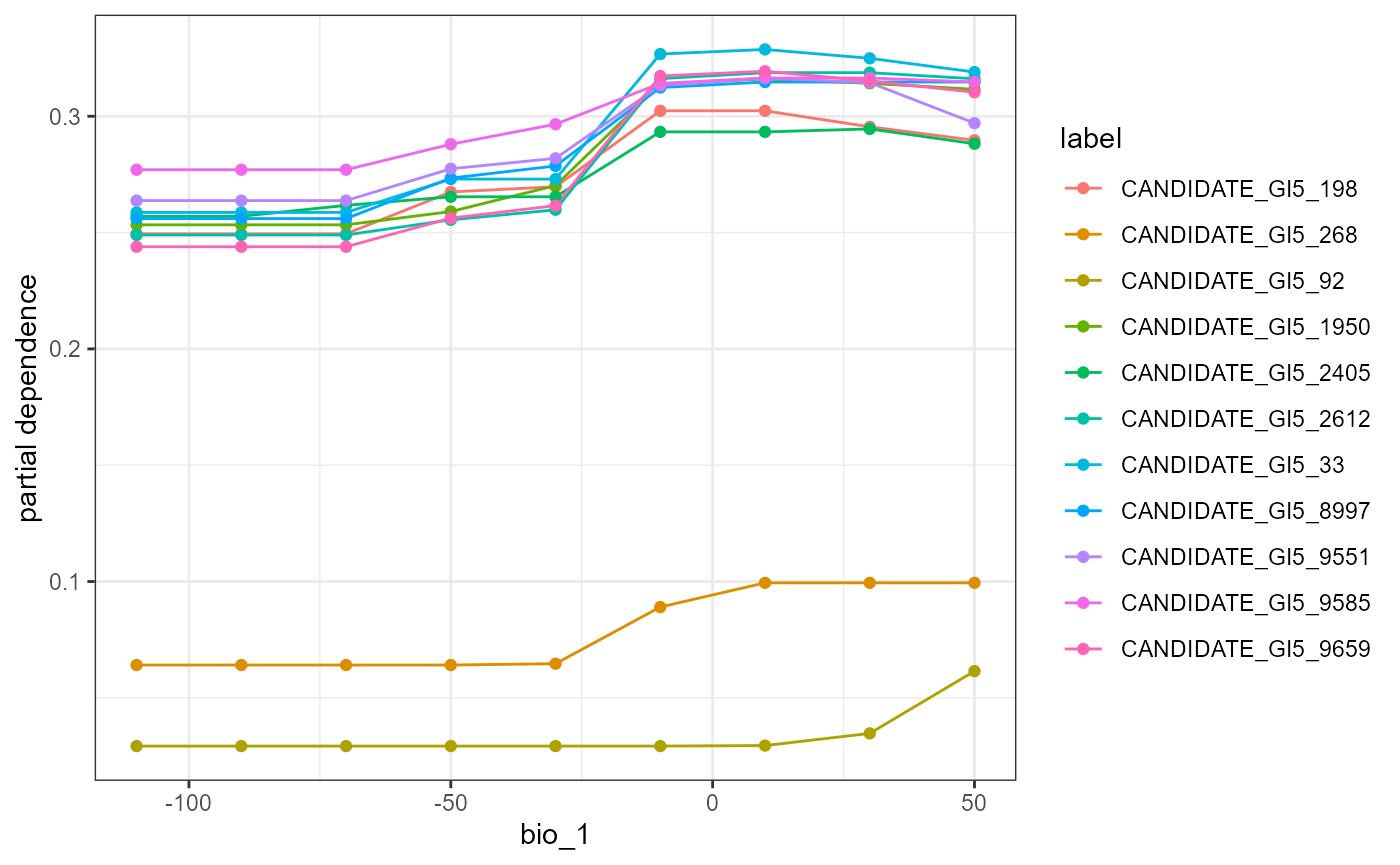 0.3
0.2
0.1
-100
-50
0
50
bio_1
partial dependence
label
CANDIDATE_GI5_198
CANDIDATE_GI5_268
CANDIDATE_GI5_92
CANDIDATE_GI5_1950
CANDIDATE_GI5_2405
CANDIDATE_GI5_2612
CANDIDATE_GI5_33
CANDIDATE_GI5_8997
CANDIDATE_GI5_9551
CANDIDATE_GI5_9585
CANDIDATE_GI5_9659